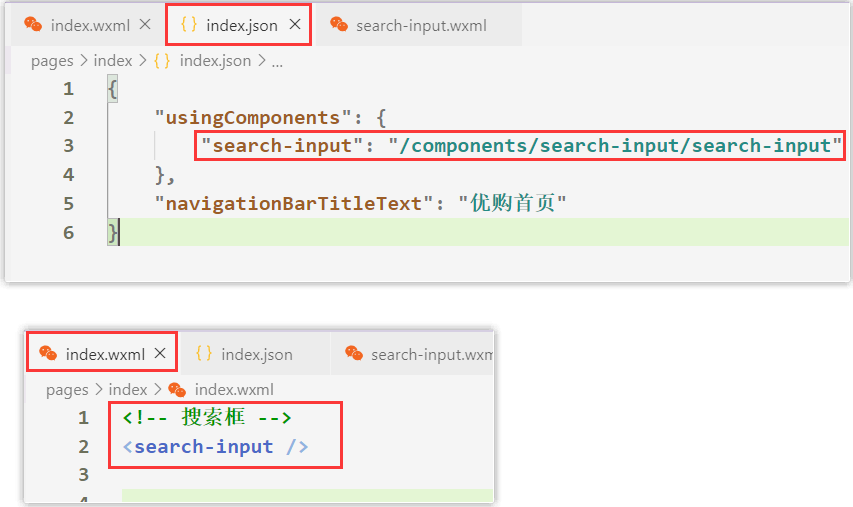 index.wxml × {} index.json × search-input.wxml
pages > index > {} index.json > ...
1 {
2 "usingComponents": {
3 "search-input": "/components/search-input/search-input"
4 },
5 "navigationBarTitleText": "优购首页"
6 }
index.wxml × {} index.json search-input.wxm
pages > index > index.wxml
1 <!-- 搜索框 -->
2 <search-input />
3
4